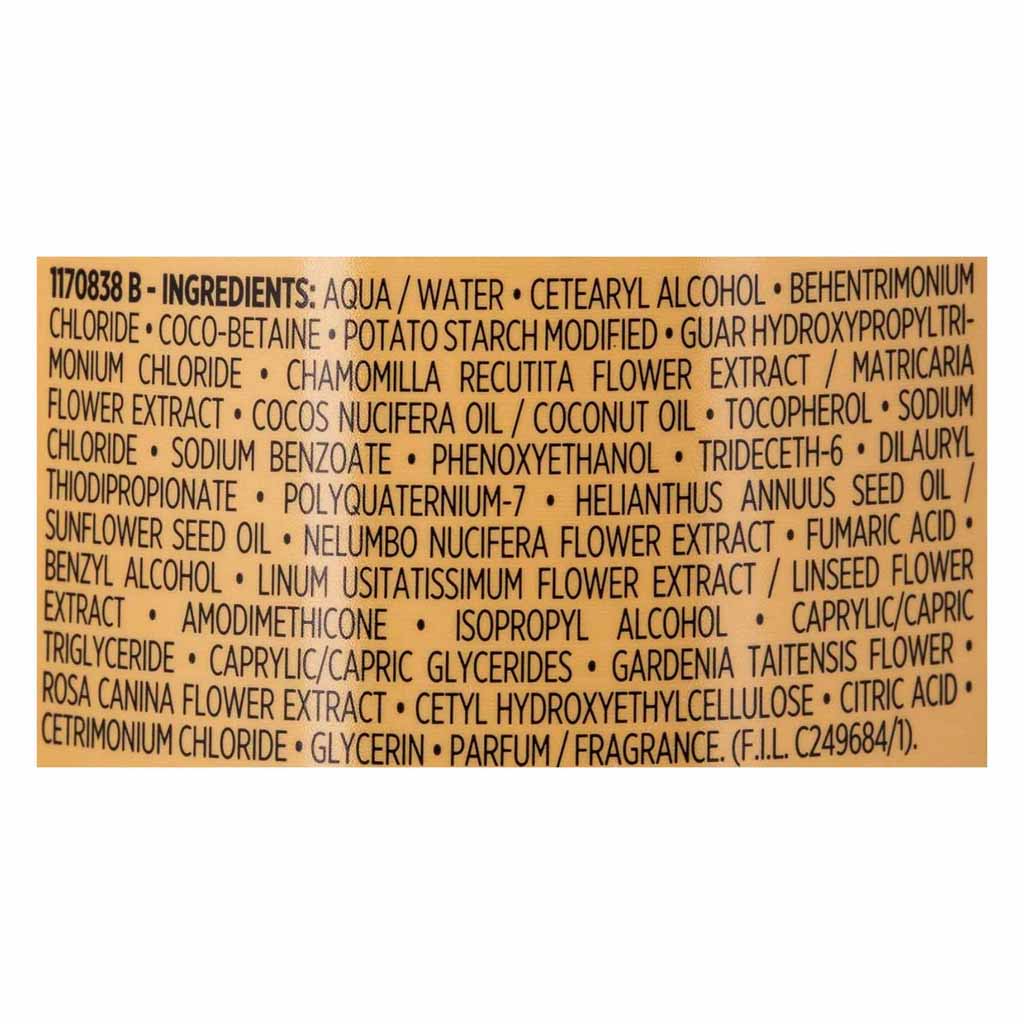 1170838 B - INGREDIENTS: AQUA / WATER • CETEARYL ALCOHOL • BEHENTRIMONIUM
CHLORIDE • COCO-BETAINE • POTATO STARCH MODIFIED • GUAR HYDROXYPROPYLTRI-
MONIUM CHLORIDE • CHAMOMILLA RECUTITA FLOWER EXTRACT / MATRICARIA
FLOWER EXTRACT • COCOS NUCIFERA OIL / COCONUT OIL • TOCOPHEROL • SODIUM
CHLORIDE • SODIUM BENZOATE • PHENOXYETHANOL • TRIDECETH-6 • DILAURYL
THIODIPROPIONATE • POLYQUATERNIUM-7 • HELIANTHUS ANNUUS SEED OIL /
SUNFLOWER SEED OIL • NELUMBO NUCIFERA FLOWER EXTRACT • FUMARIC ACID •
BENZYL ALCOHOL • LINUM USITATISSIMUM FLOWER EXTRACT / LINSEED FLOWER
EXTRACT • AMODIMETHICONE • ISOPROPYL ALCOHOL • CAPRYLIC/CAPRIC
TRIGLYCERIDE • CAPRYLIC/CAPRIC GLYCERIDES • GARDENIA TAITENSIS FLOWER •
ROSA CANINA FLOWER EXTRACT • CETYL HYDROXYETHYLCELLULOSE • CITRIC ACID •
CETRIMONIUM CHLORIDE • GLYCERIN • PARFUM / FRAGRANCE. (F.I.L. C249684/1).